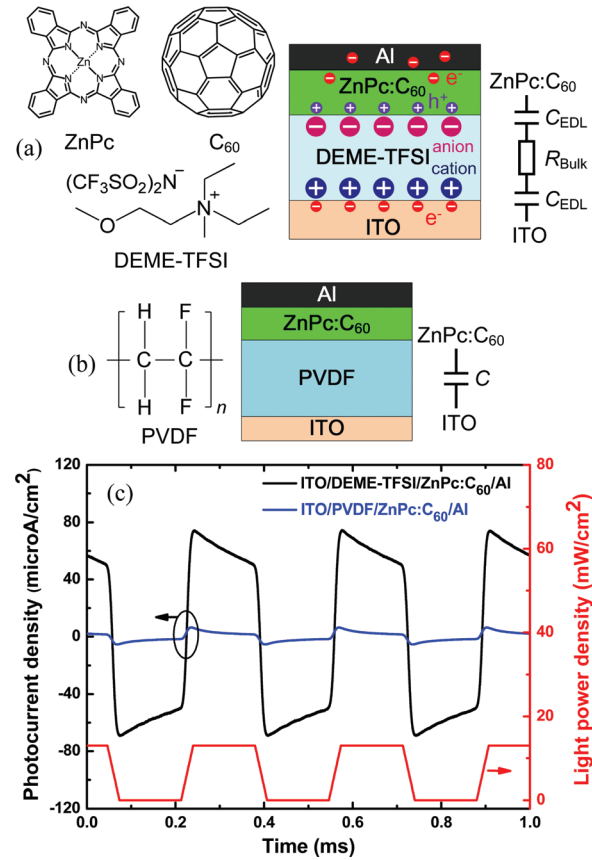 N
N
N
N
Zn
N
N
N
N
ZnPc
C60
(a)
(CF3SO2)2N−
O
N+
DEME-TFSI
Al
e-
ZnPc:C60
h+
anion
DEME-TFSI
cation
e-
ITO
ZnPc:C60
CEDL
RBulk
CEDL
ITO
(b)
H F
C C
H F
n
PVDF
Al
ZnPc:C60
PVDF
ITO
ZnPc:C60
C
ITO
(c)
ITO/DEME-TFSI/ZnPc:C60/Al
ITO/PVDF/ZnPc:C60/Al
Photocurrent density (microA/cm2)
120
80
40
0
-40
-80
-120
Light power density (mW/cm2)
80
60
40
20
0
0.0 0.2 0.4 0.6 0.8 1.0
Time (ms)